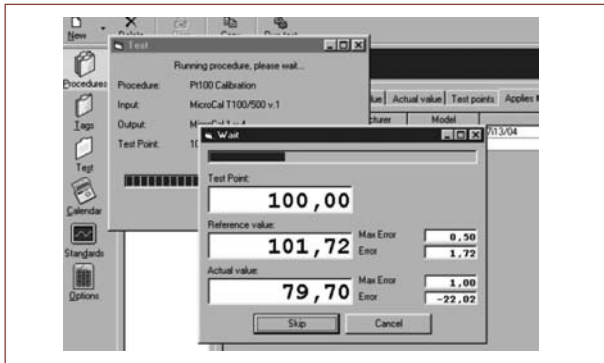 New Delete Copy Run test
Test
Running procedure, please wait...
Procedures
Procedure: Pt100 Calibration
Input: MicroCal T100/500 v.1
Actual value Test points Applies
Output:
Model
Tags
Test Point:
7\13/04
Wait
Test
Test Point:
100,00
Calendar
Reference value:
101,72
Max Error 0,50
Error 1,72
Standards
Actual value:
79,70
Max Error 1,00
Error -22,02
Options
Skip Cancel